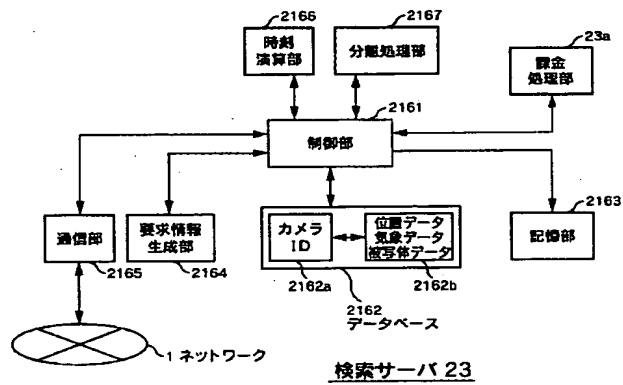 2166
時刻
演算部
2167
分離処理部
23a
課金
処理部
2161
制御部
通信部
2165
要求情報
生成部
2164
カメラ
ID
2162a
位置データ
気象データ
被写体データ
2162b
2162
データベース
2163
記憶部
1 ネットワーク
検索サーバ 23